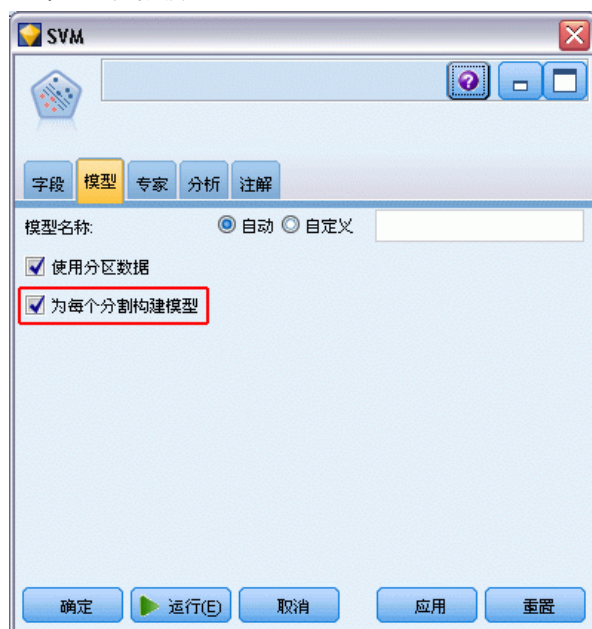 SVM
字段 模型 专家 分析 注解
模型名称: 自动 自定义
使用分区数据
为每个分割构建模型
确定 运行(E) 取消 应用 重置